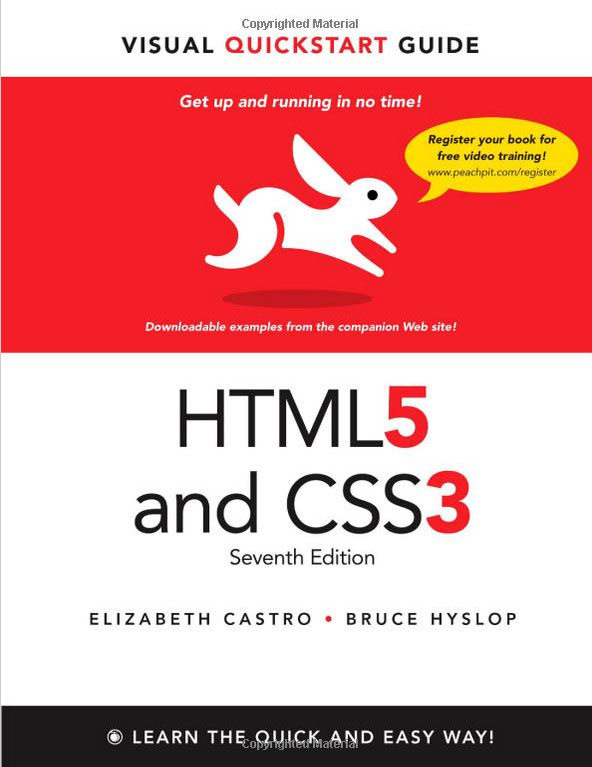 Copyrighted Material
VISUAL QUICKSTART GUIDE
Get up and running in no time!
Register your book for
free video training!
www.peachpit.com/register
Downloadable examples from the companion Web site!
HTML5
and CSS3
Seventh Edition
ELIZABETH CASTRO • BRUCE HYSLOP
LEARN THE QUICK AND EASY WAY!
Copyrighted Material